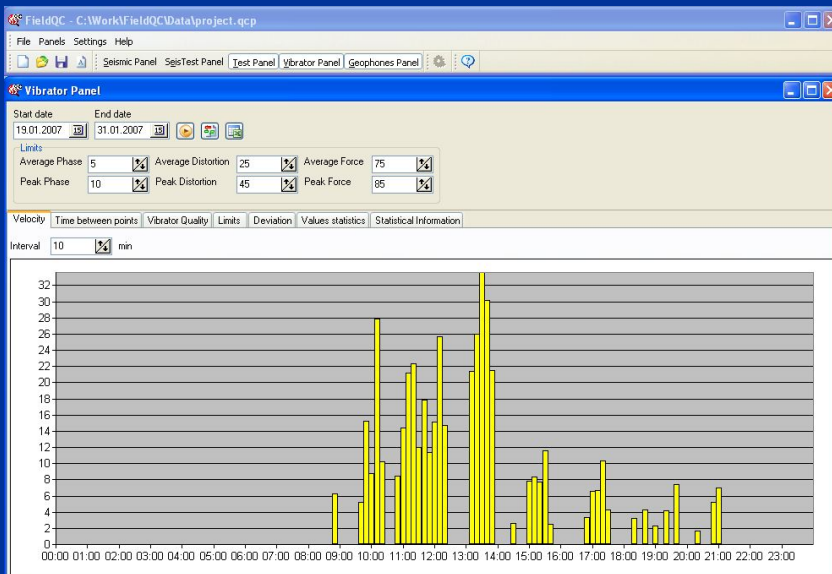 FieldQC - C:\Work\FieldQC\Data\project.qcp
File Panels Settings Help
Seismic Panel SejsTest Panel Test Panel Vibrator Panel Geophones Panel
Vibrator Panel
Start date End date
19.01.2007 15 31.01.2007 15
Limits
Average Phase 5 Average Distortion 25 Average Force 75
Peak Phase 10 Peak Distortion 45 Peak Force 85
Velocity Time between points Vibrator Quality Limits Deviation Values statistics Statistical Information
Interval 10 min
32
30
28
26
24
22
20
18
16
14
12
10
8
6
4
2
0
00:00 01:00 02:00 03:00 04:00 05:00 06:00 07:00 08:00 09:00 10:00 11:00 12:00 13:00 14:00 15:00 16:00 17:00 18:00 19:00 20:00 21:00 22:00 23:00